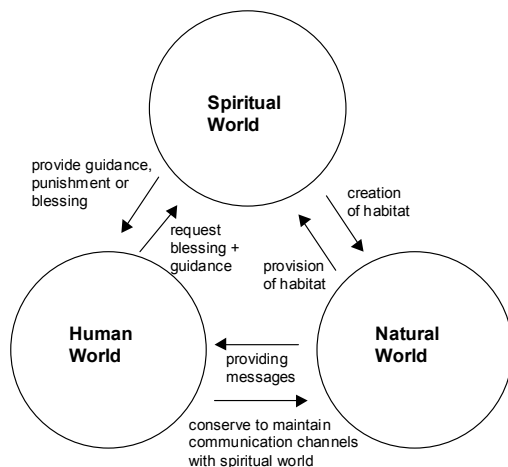 Spiritual
World
provide guidance,
punishment or
blessing
request
blessing +
guidance
creation
of habitat
provision
of habitat
Human
World
Natural
World
providing
messages
conserve to maintain
communication channels
with spiritual world